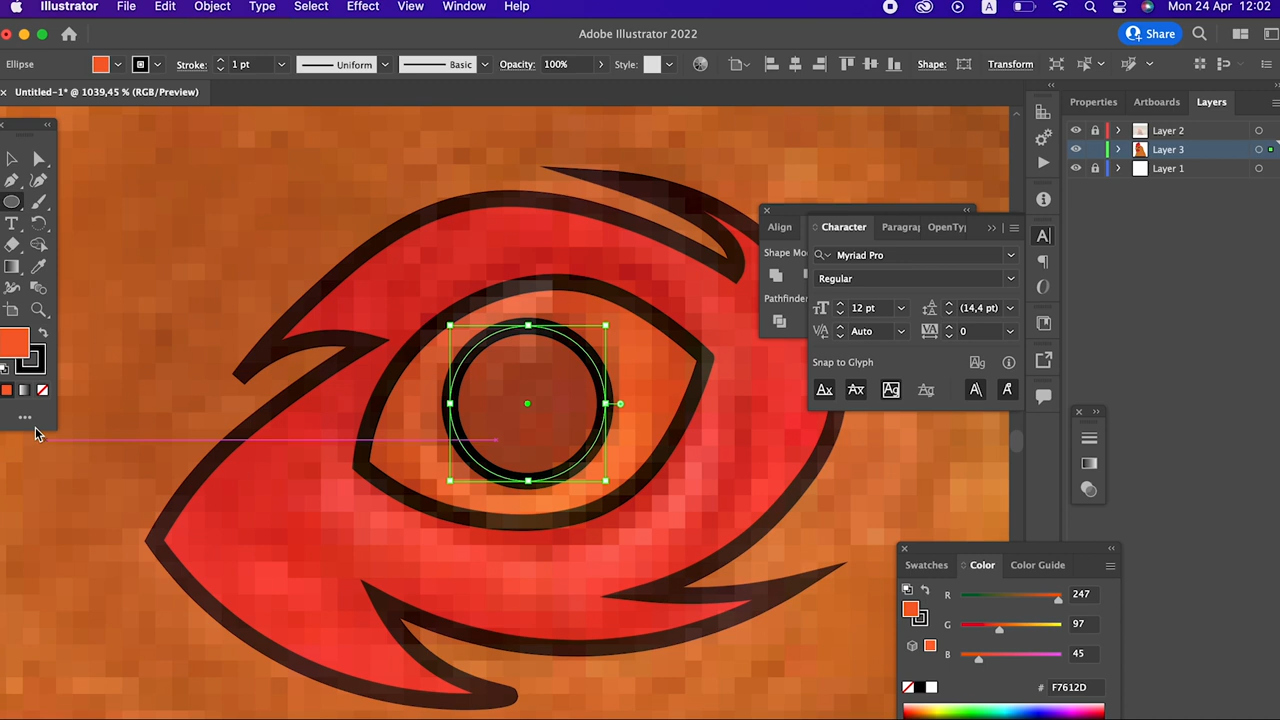 Illustrator File Edit Object Type Select Effect View Window Help A Mon 24 Apr 12:02
Adobe Illustrator 2022 Share
Stroke: 1 pt Uniform Basic Opacity: 100% Style: Shape: Transform
× Untitled-1* @ 1039,45 % (RGB/Preview)
Properties Artboards Layers
Layer 2
Layer 3
Layer 1
Align Character OpenTy
Shape Mo
Myriad Pro
Regular
Pathfinder
12 pt (14,4 pt)
Auto 0
Snap to Glyph
Swatches Color Color Guide
R 247
G 97
B 45
# F7612D